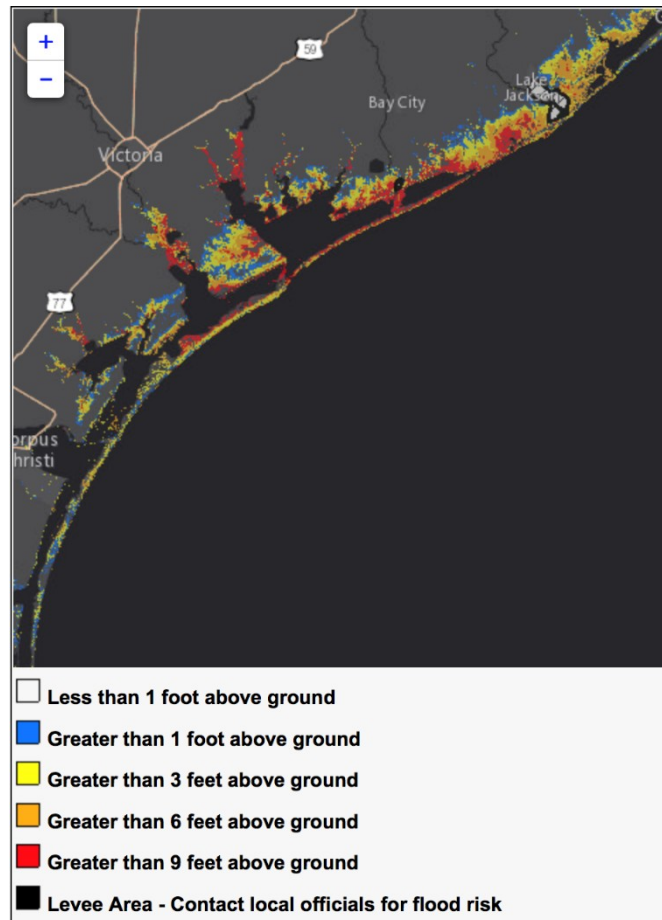 +
59
−
Lake
Jackson
Bay City
Victoria
77
orpus
hristi
Less than 1 foot above ground
Greater than 1 foot above ground
Greater than 3 feet above ground
Greater than 6 feet above ground
Greater than 9 feet above ground
Levee Area - Contact local officials for flood risk